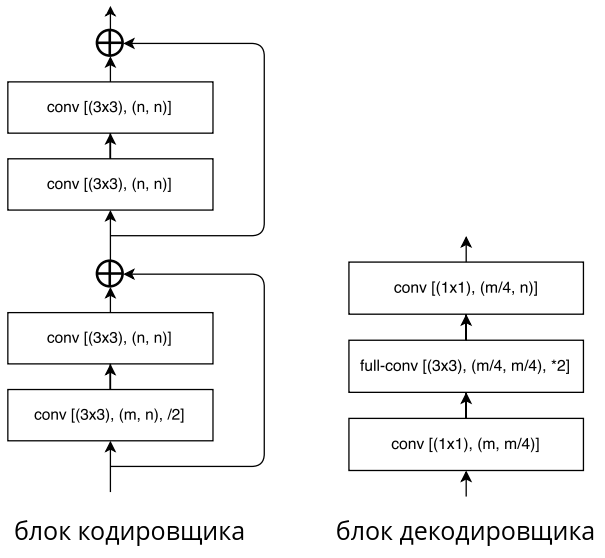 conv [(3x3), (n, n)]
conv [(3x3), (n, n)]
conv [(3x3), (n, n)]
conv [(3x3), (m, n), /2]
блок кодировщика
conv [(1x1), (m/4, n)]
full-conv [(3x3), (m/4, m/4), *2]
conv [(1x1), (m, m/4)]
блок декодировщика